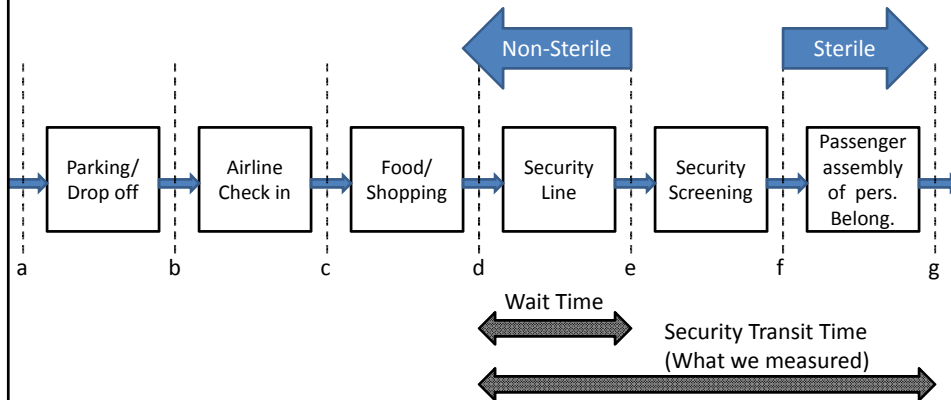 Non-Sterile
Sterile
Parking/
Drop off
Airline
Check in
Food/
Shopping
Security
Line
Security
Screening
Passenger
assembly
of pers.
Belong.
a
b
c
d
e
f
g
Wait Time
Security Transit Time
(What we measured)